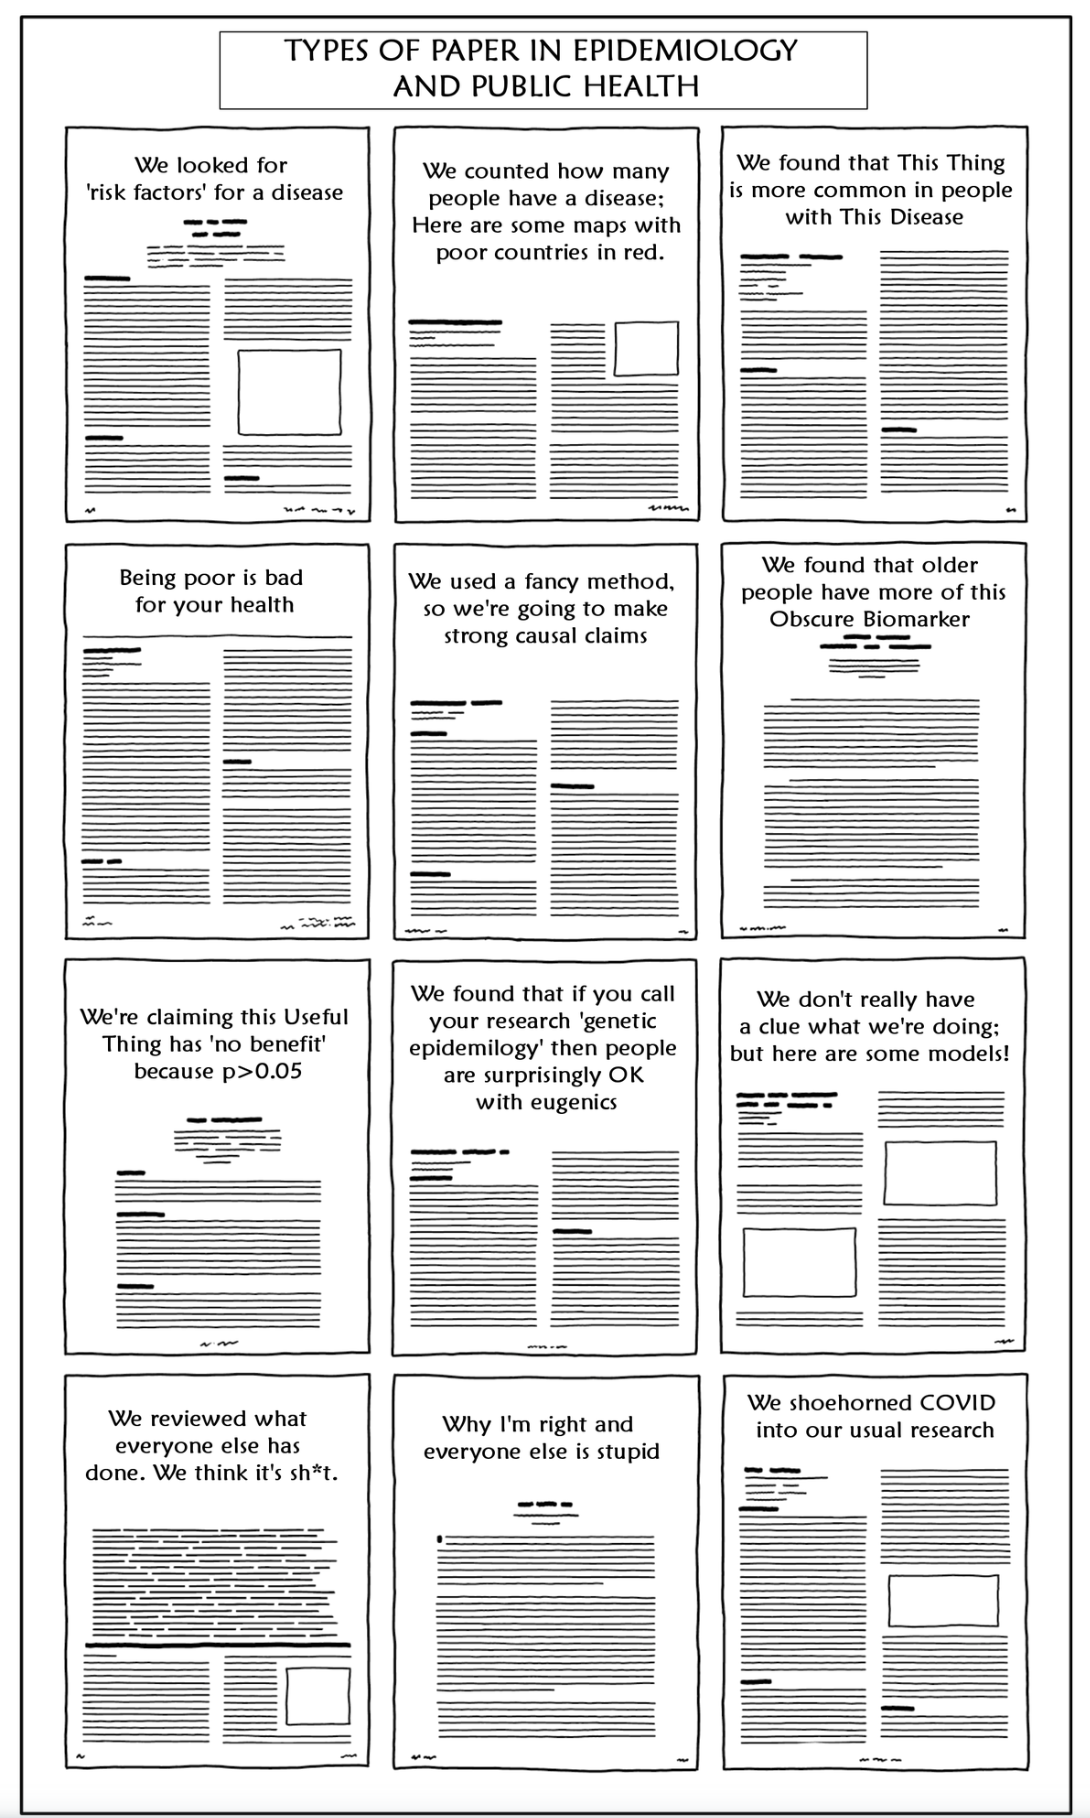 TYPES OF PAPER IN EPIDEMIOLOGY
AND PUBLIC HEALTH
We looked for
'risk factors' for a disease
We counted how many
people have a disease;
Here are some maps with
poor countries in red.
We found that This Thing
is more common in people
with This Disease
Being poor is bad
for your health
We used a fancy method,
so we're going to make
strong causal claims
We found that older
people have more of this
Obscure Biomarker
We're claiming this Useful
Thing has 'no benefit'
because p>0.05
We found that if you call
your research 'genetic
epidemilogy' then people
are surprisingly OK
with eugenics
We don't really have
a clue what we're doing;
but here are some models!
We reviewed what
everyone else has
done. We think it's sh*t.
Why I'm right and
everyone else is stupid
We shoehorned COVID
into our usual research